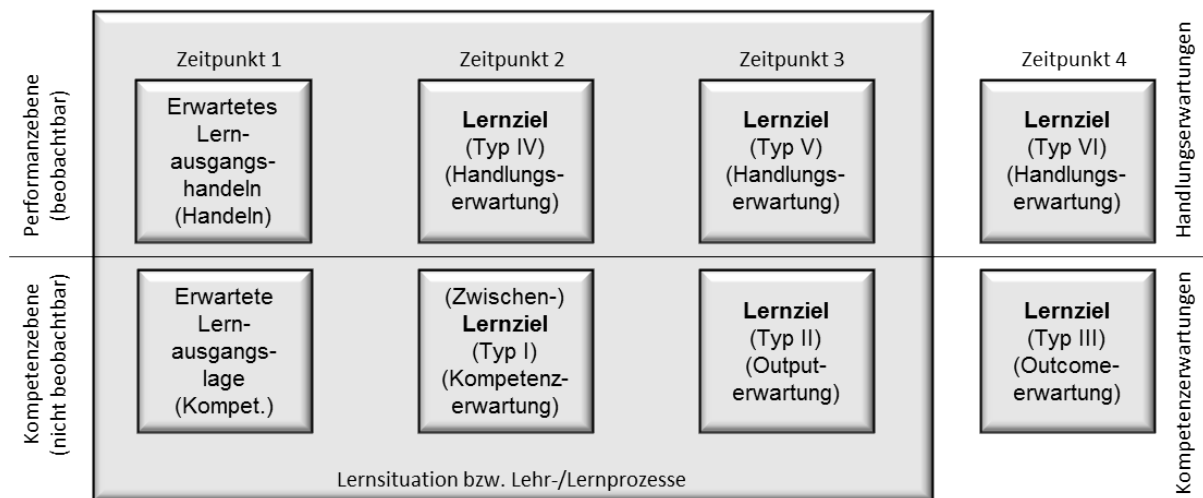 Zeitpunkt 1
Zeitpunkt 2
Zeitpunkt 3
Zeitpunkt 4
Performanzebene
(beobachtbar)
Erwartetes
Lern-
ausgangs-
handeln
(Handeln)
Lernziel
(Typ IV)
(Handlungs-
erwartung)
Lernziel
(Typ V)
(Handlungs-
erwartung)
Lernziel
(Typ VI)
(Handlungs-
erwartung)
Handlungserwartungen
Kompetenzebene
(nicht beobachtbar)
Erwartete
Lern-
ausgangs-
lage
(Kompet.)
(Zwischen-)
Lernziel
(Typ I)
(Kompetenz-
erwartung)
Lernziel
(Typ II)
(Output-
erwartung)
Lernziel
(Typ III)
(Outcome-
erwartung)
Kompetenzerwartungen
Lernsituation bzw. Lehr-/Lernprozesse